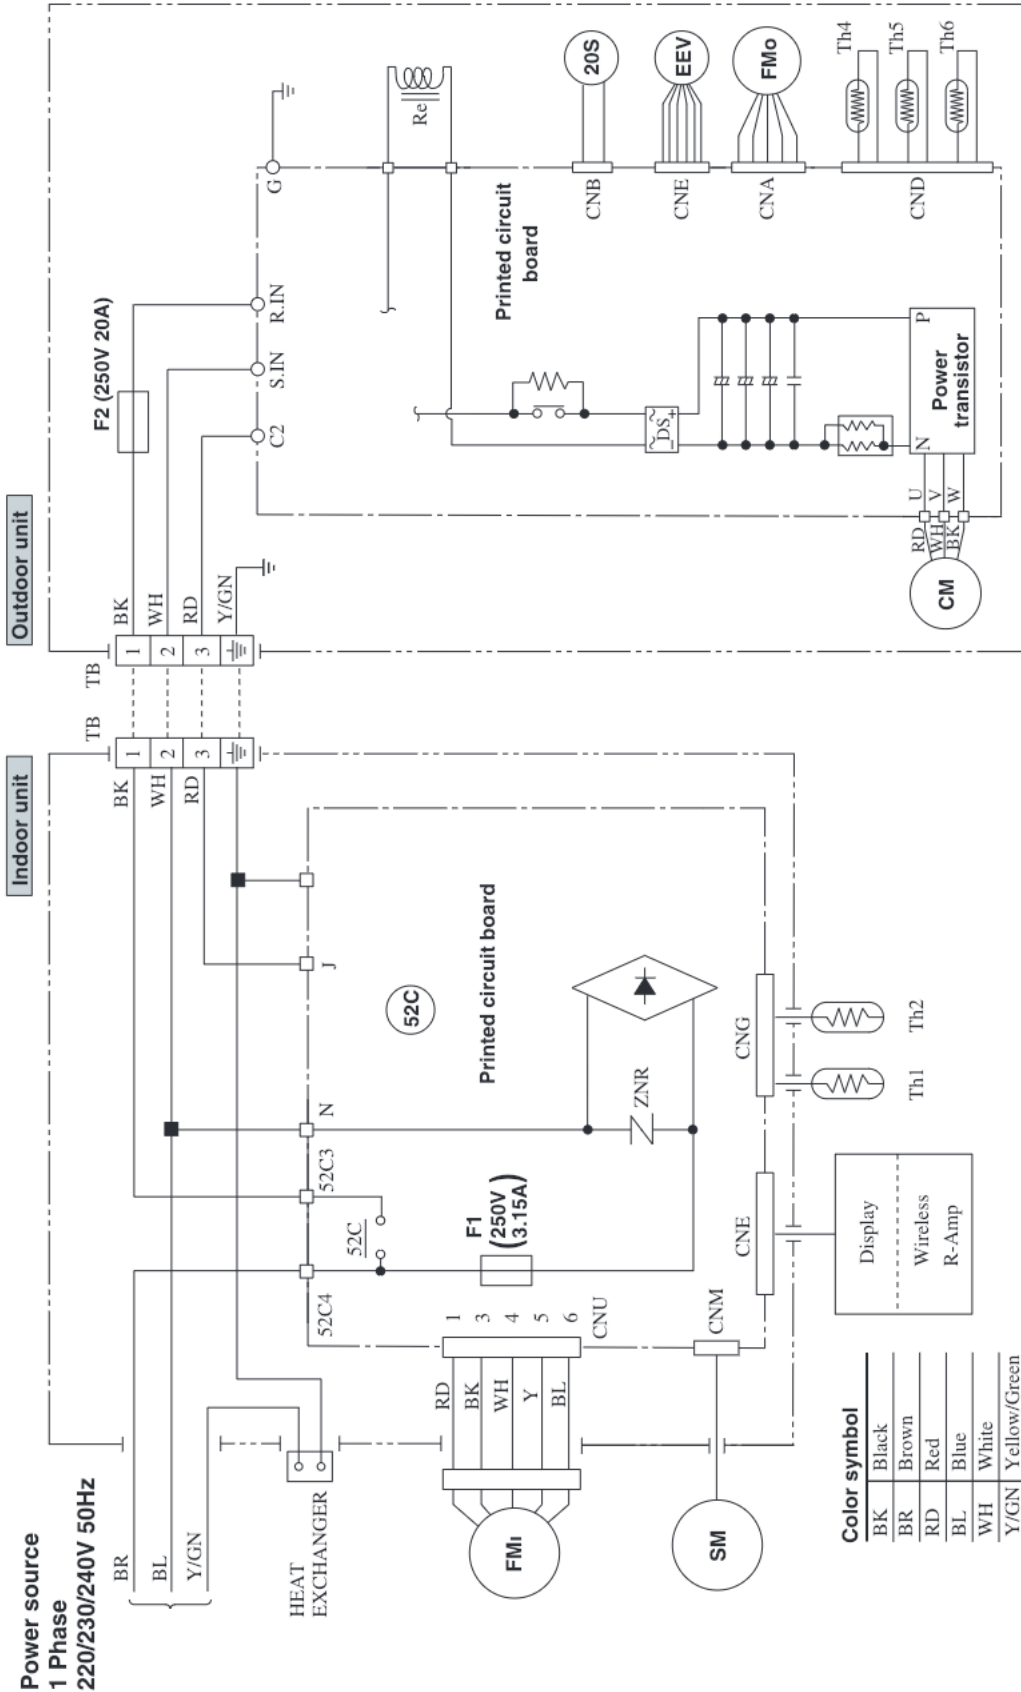 Power source
1 Phase
220/230/240V 50Hz
BR
BL
Y/GN
HEAT
EXCHANGER
Indoor unit
TB
BK
WH
RD
1
2
3
52C4
52C3
N
J
52C
52C
F1
(250V
3.15A)
ZNR
Printed circuit board
FMI
RD
BK
WH
Y
BL
1
3
4
5
6
CNU
SM
CNM
CNE
CNG
Display
Wireless
R-Amp
Th1
Th2
Color symbol
BK Black
BR Brown
RD Red
BL Blue
WH White
Y/GN Yellow/Green
Outdoor unit
TB
1
2
3
BK
WH
RD
Y/GN
F2 (250V 20A)
C2
S.IN
R.IN
G
Re
Printed circuit
board
DS
~
~
−
+
Power
transistor
N
P
U
V
W
RD
WH
BK
CM
CNB
CNE
CNA
CND
20S
EEV
FMo
Th4
Th5
Th6